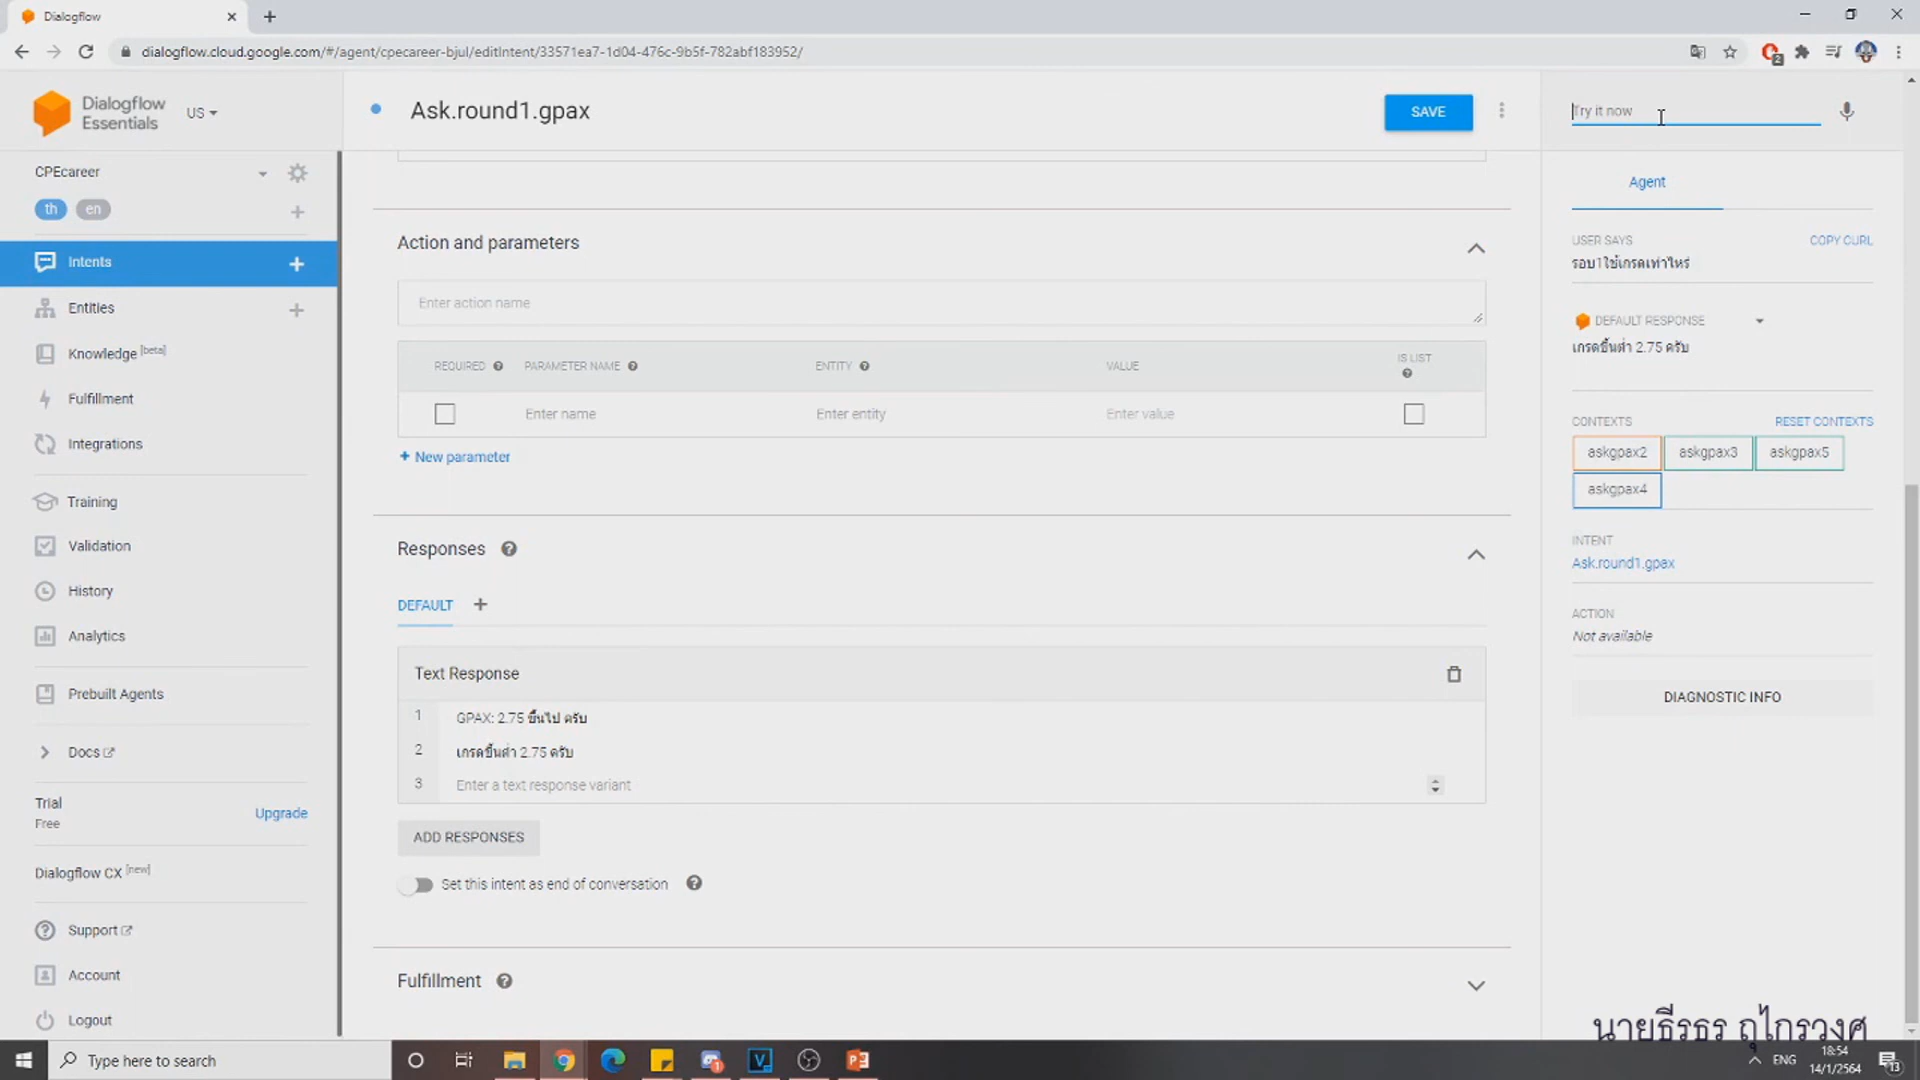 Dialogflow
dialogflow.cloud.google.com/#/agent/cpecareer-bjul/editIntent/33571ea7-1d04-476c-9b5f-782abf183952/
2
Dialogflow
Essentials
US
Ask.round1.gpax
SAVE
Try it now
CPEcareer
th en
Intents
Entities
Knowledge [beta]
Fulfillment
Integrations
Training
Validation
History
Analytics
Prebuilt Agents
Docs
Trial
Free
Upgrade
Dialogflow CX [new]
Support
Account
Logout
Action and parameters
Enter action name
REQUIRED PARAMETER NAME ENTITY VALUE IS LIST
Enter name Enter entity Enter value
+ New parameter
Responses
DEFAULT +
Text Response
1 GPAX: 2.75 ขึ้นไป ครับ
2 เกรดขึ้นต่ำ 2.75 ครับ
3 Enter a text response variant
ADD RESPONSES
Set this intent as end of conversation
Fulfillment
Agent
USER SAYS COPY CURL
รอบ1ใช้เกรดเท่าไหร่
DEFAULT RESPONSE
เกรดขึ้นต่ำ 2.75 ครับ
CONTEXTS RESET CONTEXTS
askgpax2 askgpax3 askgpax5
askgpax4
INTENT
Ask.round1.gpax
ACTION
Not available
DIAGNOSTIC INFO
นายธีรธร ฤไกรวงศ์
Type here to search
ENG
18:54
14/1/2564
13